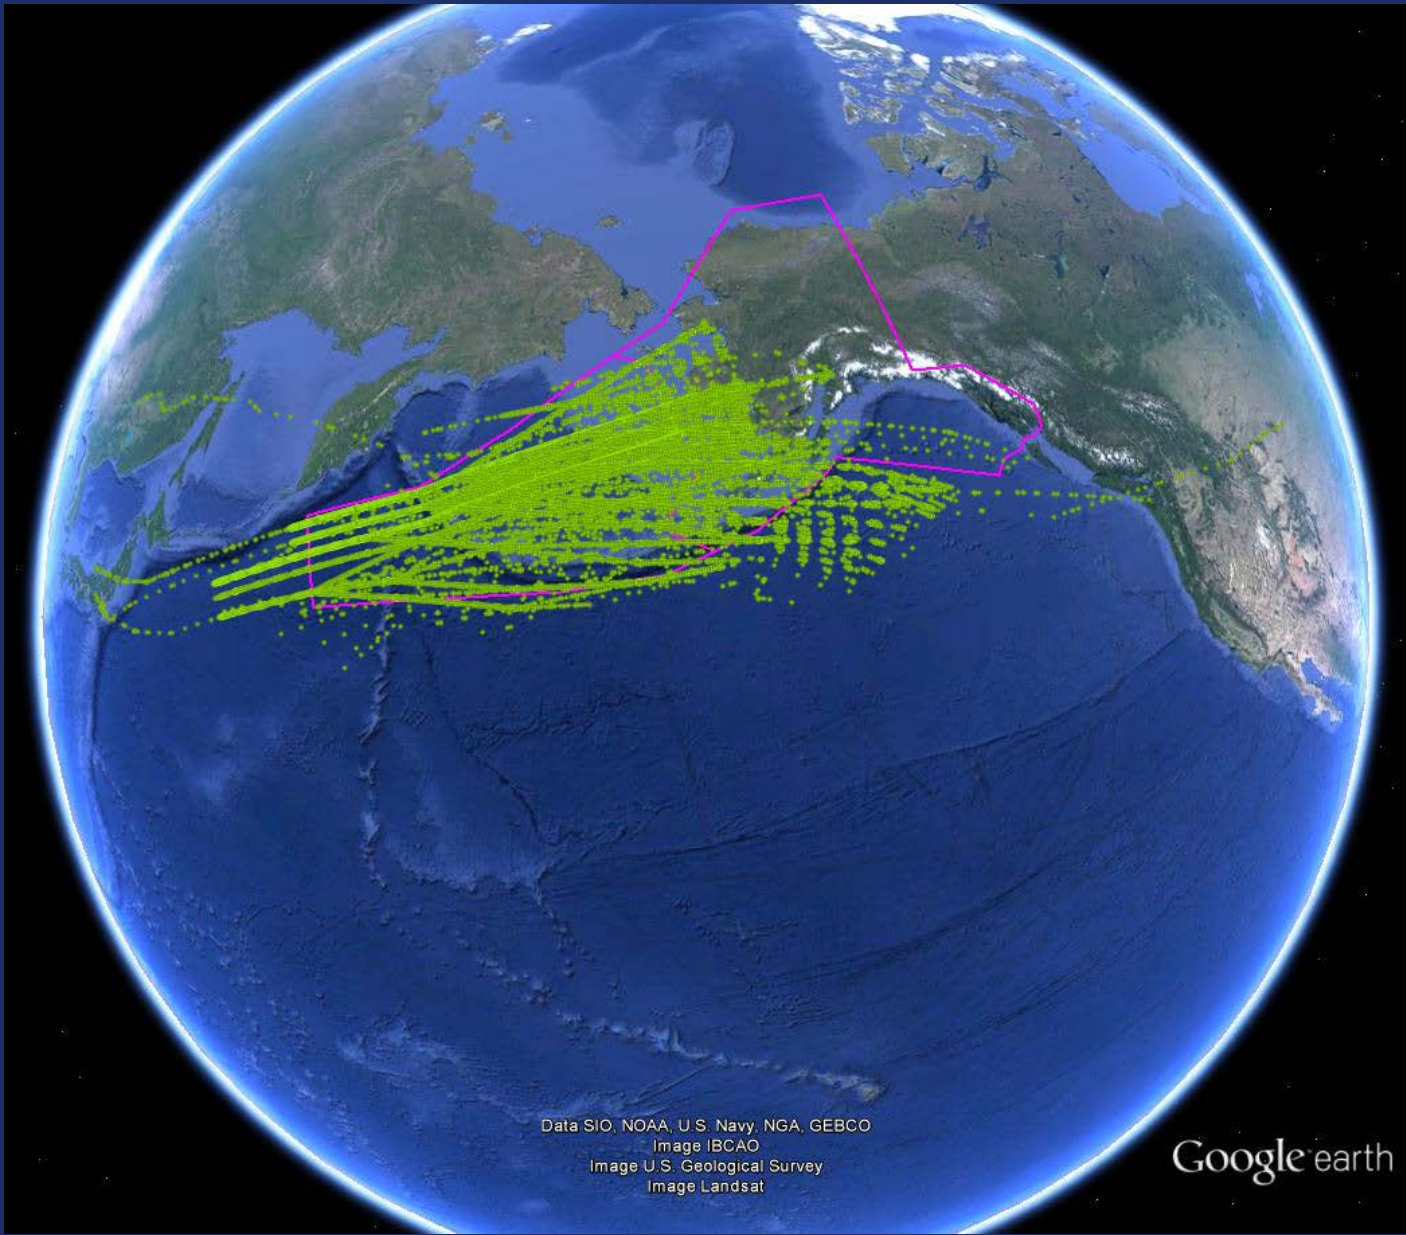 Data SIO, NOAA, U.S. Navy, NGA, GEBCO
Image IBCAO
Image U.S. Geological Survey
Image Landsat
Google earth